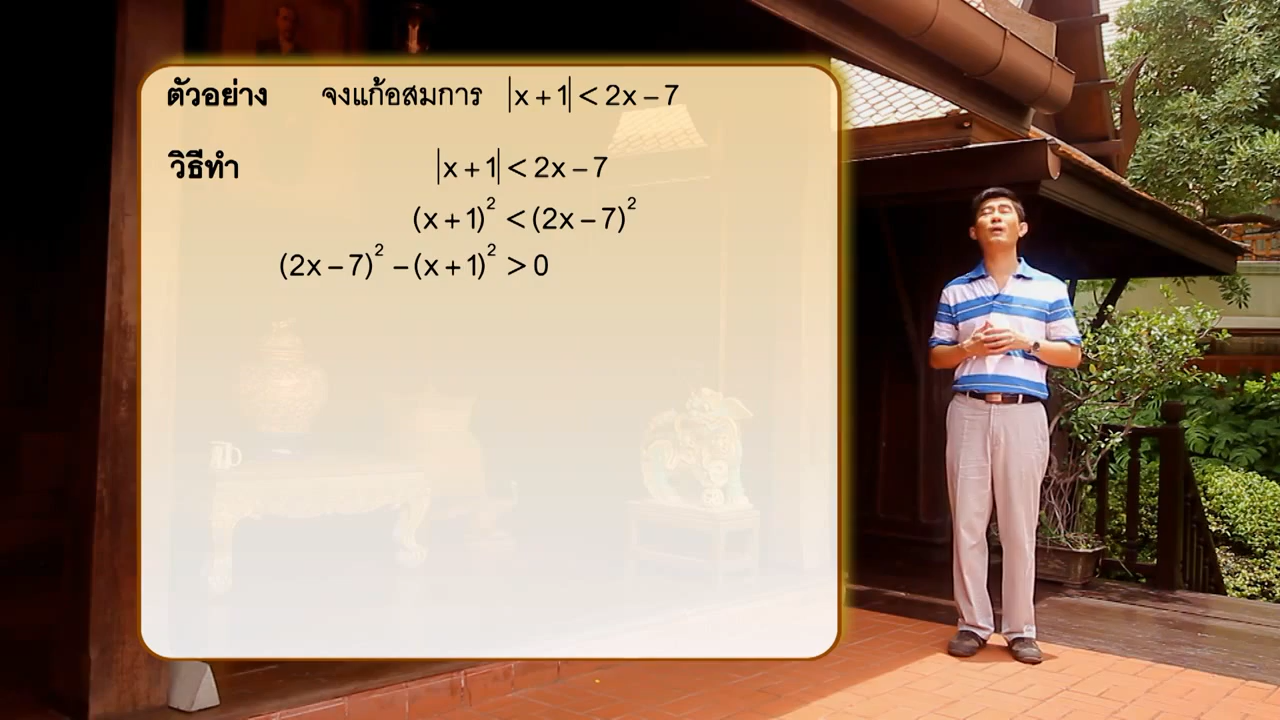 ตัวอย่าง จงแก้อสมการ |x + 1| < 2x − 7
วิธีทำ |x + 1| < 2x − 7
(x + 1)² < (2x − 7)²
(2x − 7)² − (x + 1)² > 0